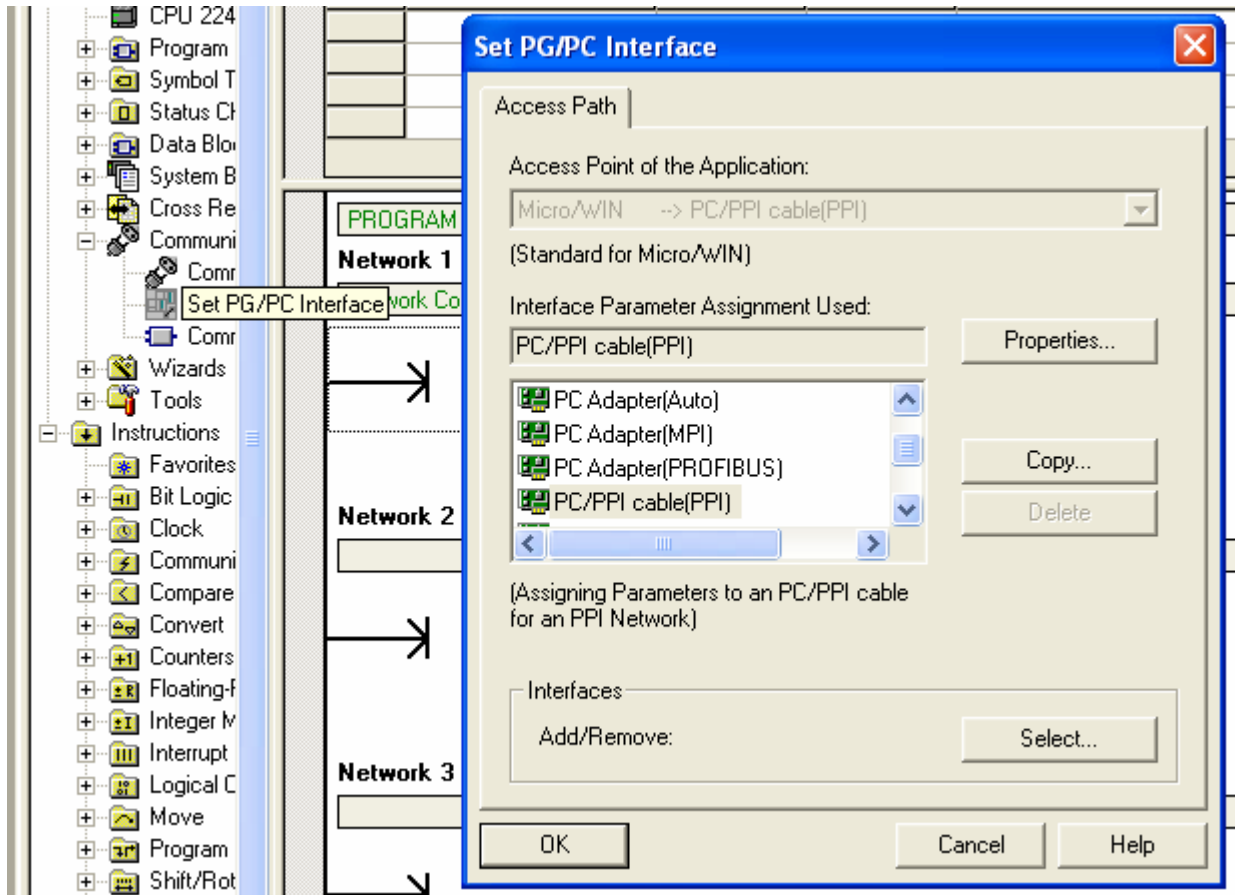 CPU 224
Program
Symbol T
Status Ch
Data Blo
System B
Cross Re
Communi
Comm
Set PG/PC Interface
Comm
Wizards
Tools
Instructions
Favorites
Bit Logic
Clock
Communi
Compare
Convert
Counters
Floating-F
Integer M
Interrupt
Logical C
Move
Program
Shift/Rot
PROGRAM
Network 1
work Co
Network 2
Network 3
Set PG/PC Interface
Access Path
Access Point of the Application:
Micro/WIN --> PC/PPI cable(PPI)
(Standard for Micro/WIN)
Interface Parameter Assignment Used:
PC/PPI cable(PPI)
Properties...
PC Adapter(Auto)
PC Adapter(MPI)
PC Adapter(PROFIBUS)
PC/PPI cable(PPI)
Copy...
Delete
(Assigning Parameters to an PC/PPI cable
for an PPI Network)
Interfaces
Add/Remove:
Select...
OK
Cancel
Help